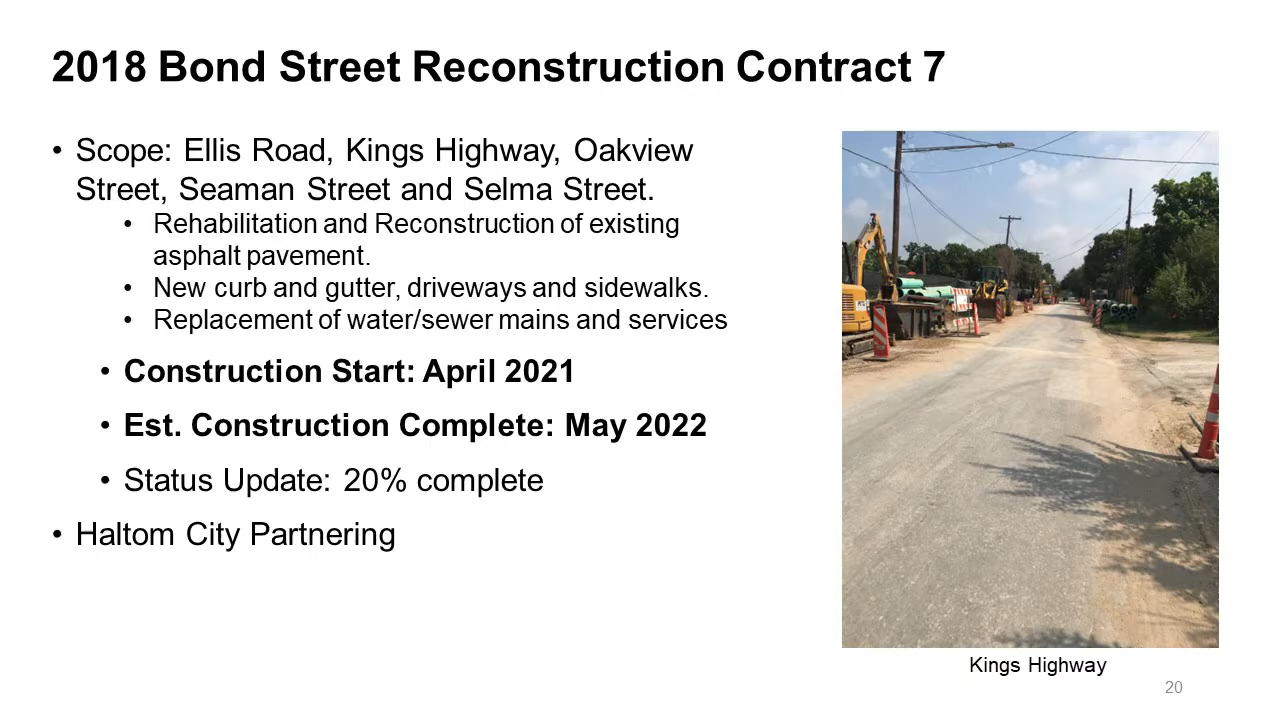 2018 Bond Street Reconstruction Contract 7
• Scope: Ellis Road, Kings Highway, Oakview
Street, Seaman Street and Selma Street.
• Rehabilitation and Reconstruction of existing
asphalt pavement.
• New curb and gutter, driveways and sidewalks.
• Replacement of water/sewer mains and services
• Construction Start: April 2021
• Est. Construction Complete: May 2022
• Status Update: 20% complete
• Haltom City Partnering
Kings Highway
20